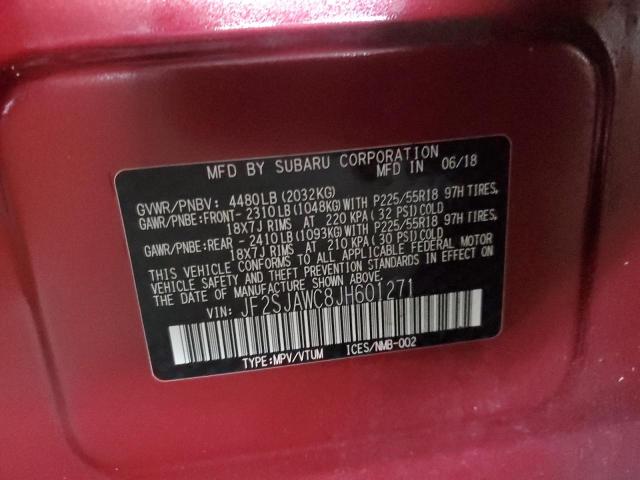 MFD BY SUBARU CORPORATION
MFD IN 06/18
GVWR/PNBV: 4480LB (2032KG)
GAWR/PNBE:FRONT- 2310LB (1048KG)WITH P225/55R18 97H TIRES,
18X7J RIMS AT 220 KPA ( 32 PSI) COLD
GAWR/PNBE:REAR - 2410LB (1093KG)WITH P225/55R18 97H TIRES,
18X7J RIMS AT 210 KPA ( 30 PSI) COLD
THIS VEHICLE CONFORMS TO ALL APPLICABLE FEDERAL MOTOR
VEHICLE SAFETY AND THEFT PREVENTION STANDARDS IN EFFECT ON
THE DATE OF MANUFACTURE SHOWN ABOVE.
VIN: JF2SJAWC8JH601271
TYPE:MPV/VTUM ICES/NMB-002